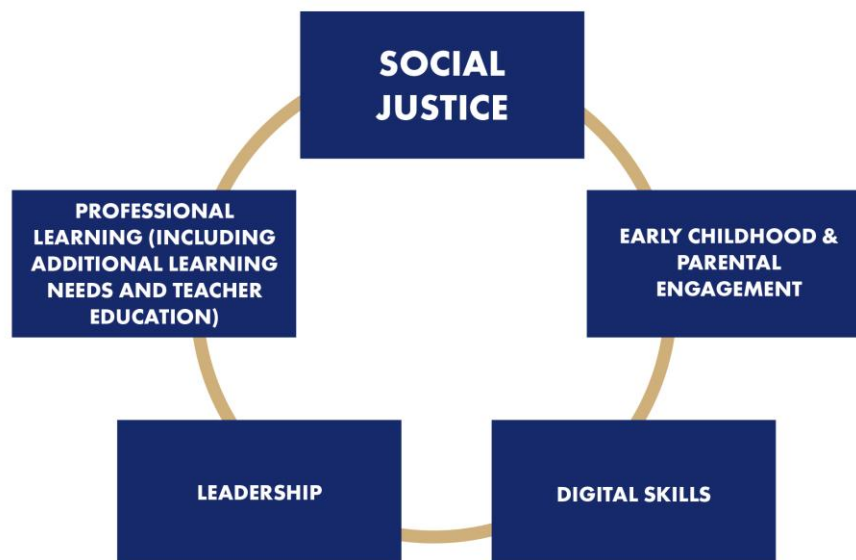 SOCIAL
JUSTICE
EARLY CHILDHOOD &
PARENTAL
ENGAGEMENT
DIGITAL SKILLS
LEADERSHIP
PROFESSIONAL
LEARNING (INCLUDING
ADDITIONAL LEARNING
NEEDS AND TEACHER
EDUCATION)